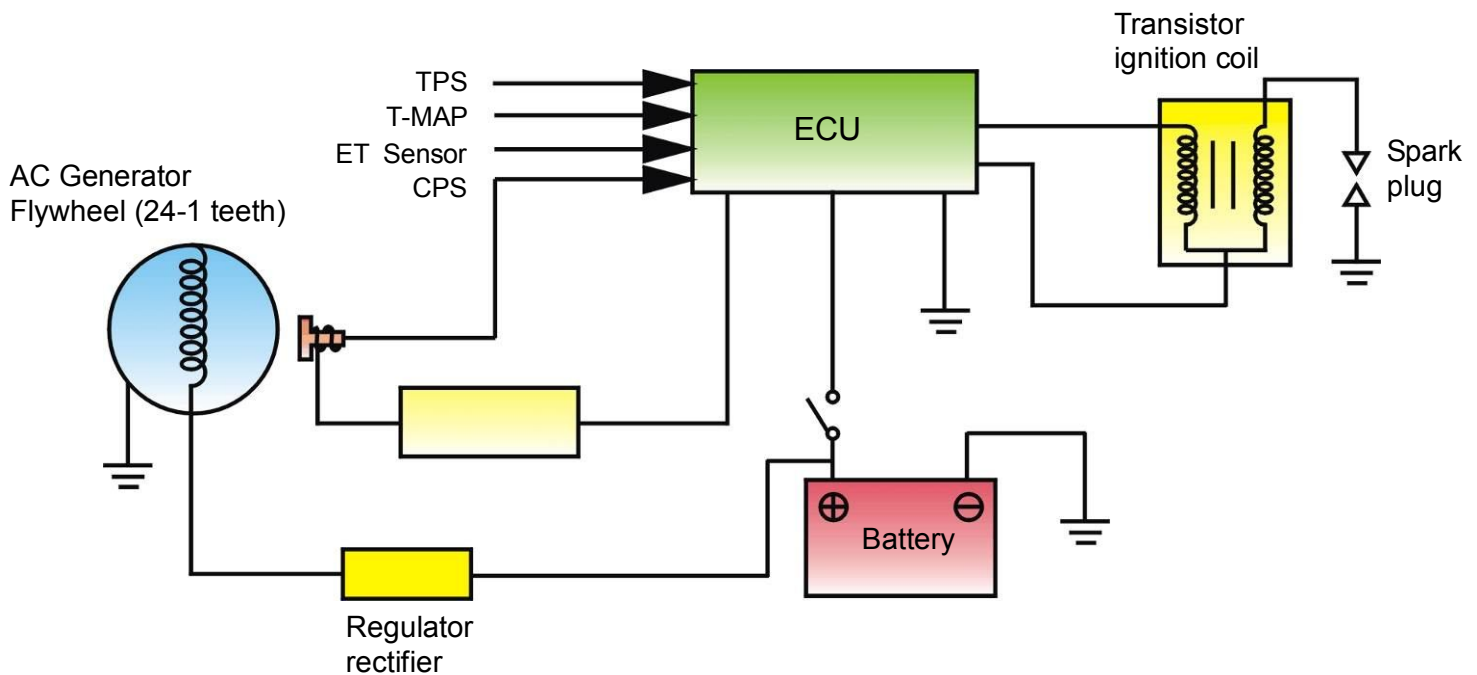 Transistor
ignition coil
TPS
T-MAP
ET Sensor
CPS
ECU
Spark
plug
AC Generator
Flywheel (24-1 teeth)
+
−
Battery
Regulator
rectifier